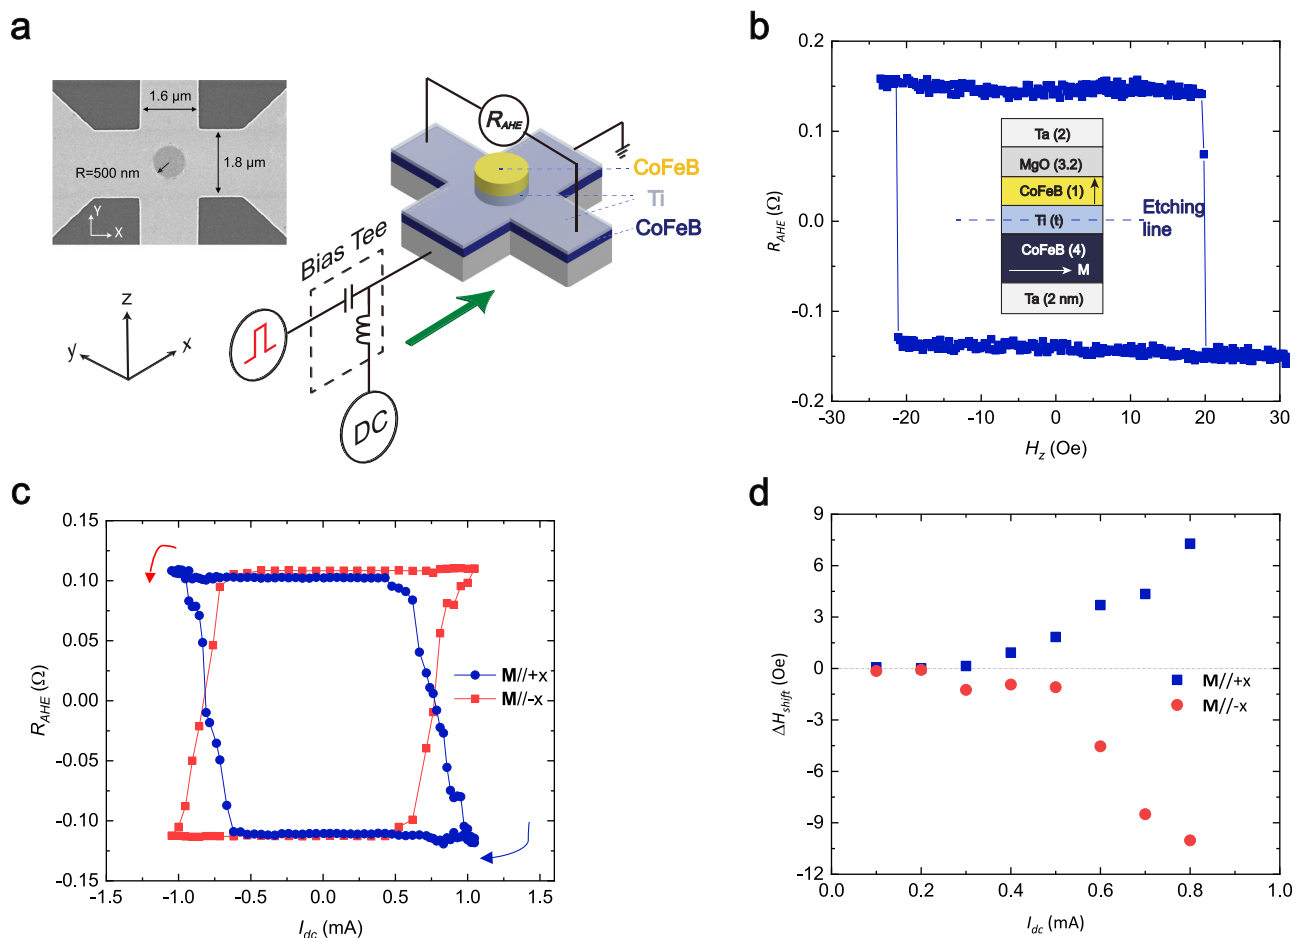 a
1.6 μm
1.8 μm
R=500 nm
Y
X
R_AHE
CoFeB
Ti
CoFeB
Bias Tee
DC
z
y
x
b
0.2
0.1
0.0
-0.1
-0.2
R_AHE (Ω)
-30 -20 -10 0 10 20 30
H_z (Oe)
Ta (2)
MgO (3.2)
CoFeB (1)
Ti (t)
CoFeB (4)
M
Ta (2 nm)
Etching
line
c
0.15
0.10
0.05
0.00
-0.05
-0.10
-0.15
R_AHE (Ω)
M//+x
M//-x
-1.5 -1.0 -0.5 0.0 0.5 1.0 1.5
I_dc (mA)
d
9
6
3
0
-3
-6
-9
-12
ΔH_shift (Oe)
M//+x
M//-x
0.0 0.2 0.4 0.6 0.8 1.0
I_dc (mA)